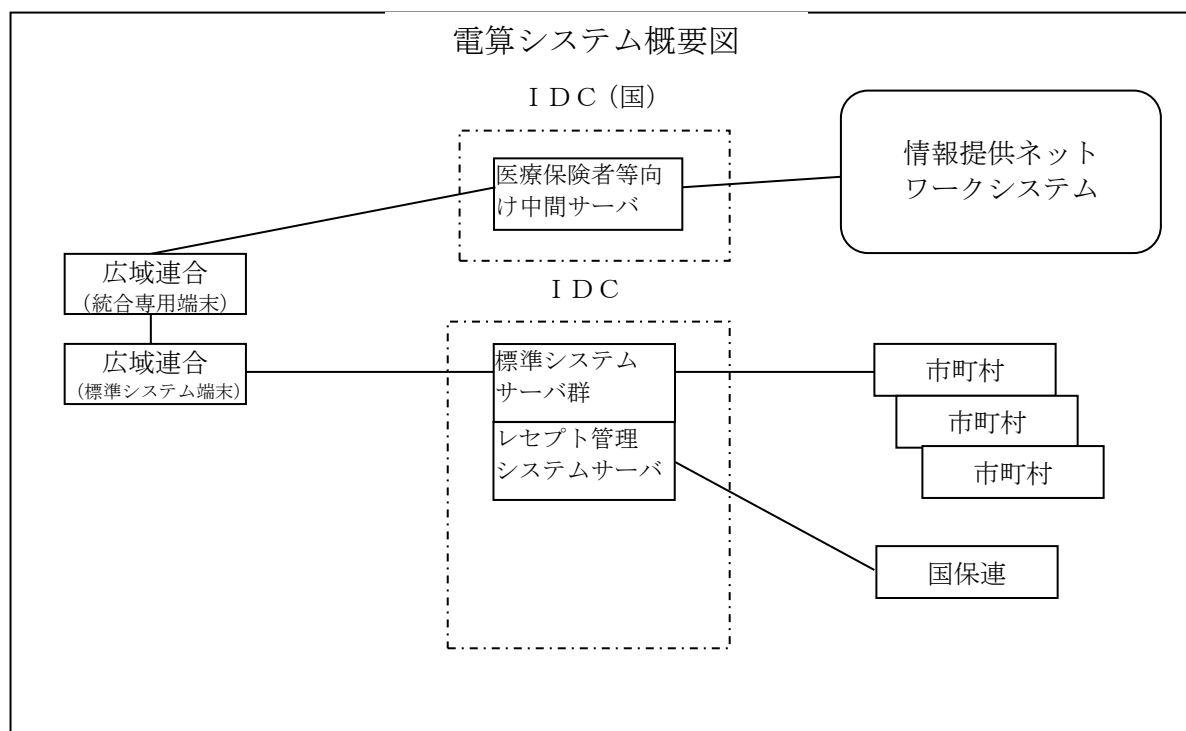 電算システム概要図
ＩＤＣ（国）
医療保険者等向
け中間サーバ
情報提供ネット
ワークシステム
広域連合
（統合専用端末）
ＩＤＣ
広域連合
（標準システム端末）
標準システム
サーバ群
レセプト管理
システムサーバ
市町村
市町村
市町村
国保連